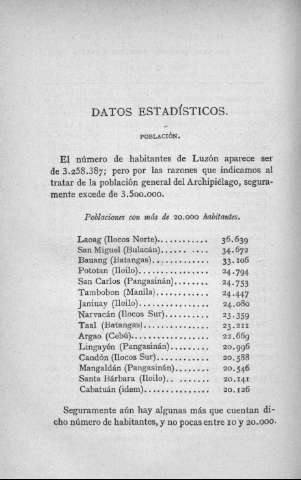 DATOS ESTADÍSTICOS.
POBLACIÓN.
El número de habitantes de Luzón aparece ser
de 3.258.387; pero por las razones que indicamos al
tratar de la población general del Archipiélago, segura-
mente excede de 3.500.000.
Poblaciones con más de 20.000 habitantes.
Laoag (Ilocos Norte)........... 36.639
San Miguel (Bulacán)........... 34.672
Bauang (Batangas)............. 33.106
Pototan (Iloilo)................ 24.794
San Carlos (Pangasinán)........ 24.753
Tambobon (Manila)............ 24.447
Janiuay (Iloilo)................ 24.080
Narvacán (Ilocos Sur).......... 23.359
Taal (Batangas)................ 23.211
Argao (Cebú).................. 22.669
Lingayén (Pangasinán)......... 20.996
Candón (Ilocos Sur)............ 20.588
Mangaldán (Pangasinán)........ 20.546
Santa Bárbara (Iloilo).. ....... 20.141
Cabatuán (idem)............... 20.126
Seguramente aún hay algunas más que cuentan di-
cho número de habitantes, y no pocas entre 10 y 20.000.